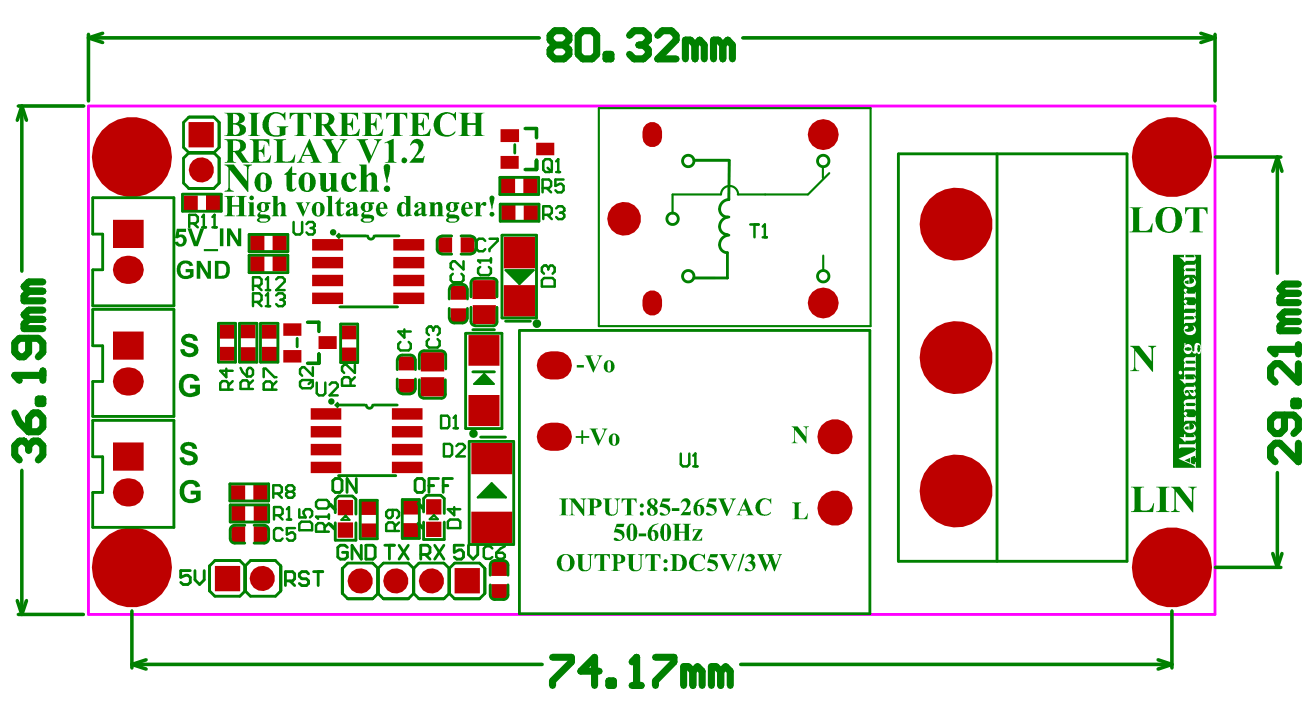 80.32mm
BIGTREETECH
RELAY V1.2
No touch!
High voltage danger!
Q1
R5
R3
R11
5V_IN
GND
U3
R12
R13
C7
C2
C1
D3
T1
LOT
36.19mm
29.21mm
Alternating current
S
G
R4
R6
R7
Q2
R2
C4
C3
U2
-Vo
N
D1
+Vo
N
D2
U1
S
G
ON
OFF
R8
R1
C5
D5
R10
R9
D4
INPUT:85-265VAC
50-60Hz
OUTPUT:DC5V/3W
L
LIN
GND TX RX 5V C6
5V
RST
74.17mm